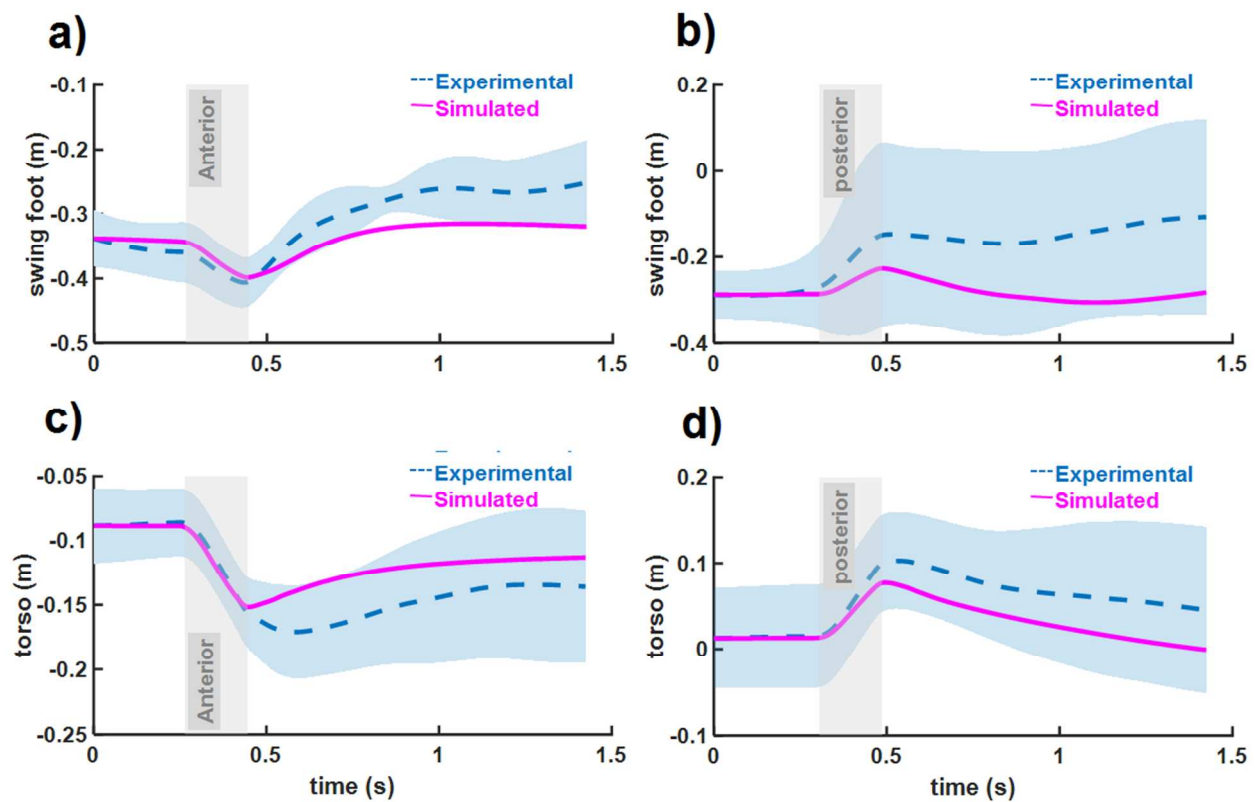 a)
-0.1
-0.2
-0.3
-0.4
-0.5
swing foot (m)
Anterior
Experimental
Simulated
0
0.5
1
1.5
b)
0.2
0
-0.2
-0.4
swing foot (m)
posterior
Experimental
Simulated
0
0.5
1
1.5
c)
-0.05
-0.1
-0.15
-0.2
-0.25
torso (m)
Anterior
Experimental
Simulated
0
0.5
1
1.5
time (s)
d)
0.2
0.1
0
-0.1
torso (m)
posterior
Experimental
Simulated
0
0.5
1
1.5
time (s)